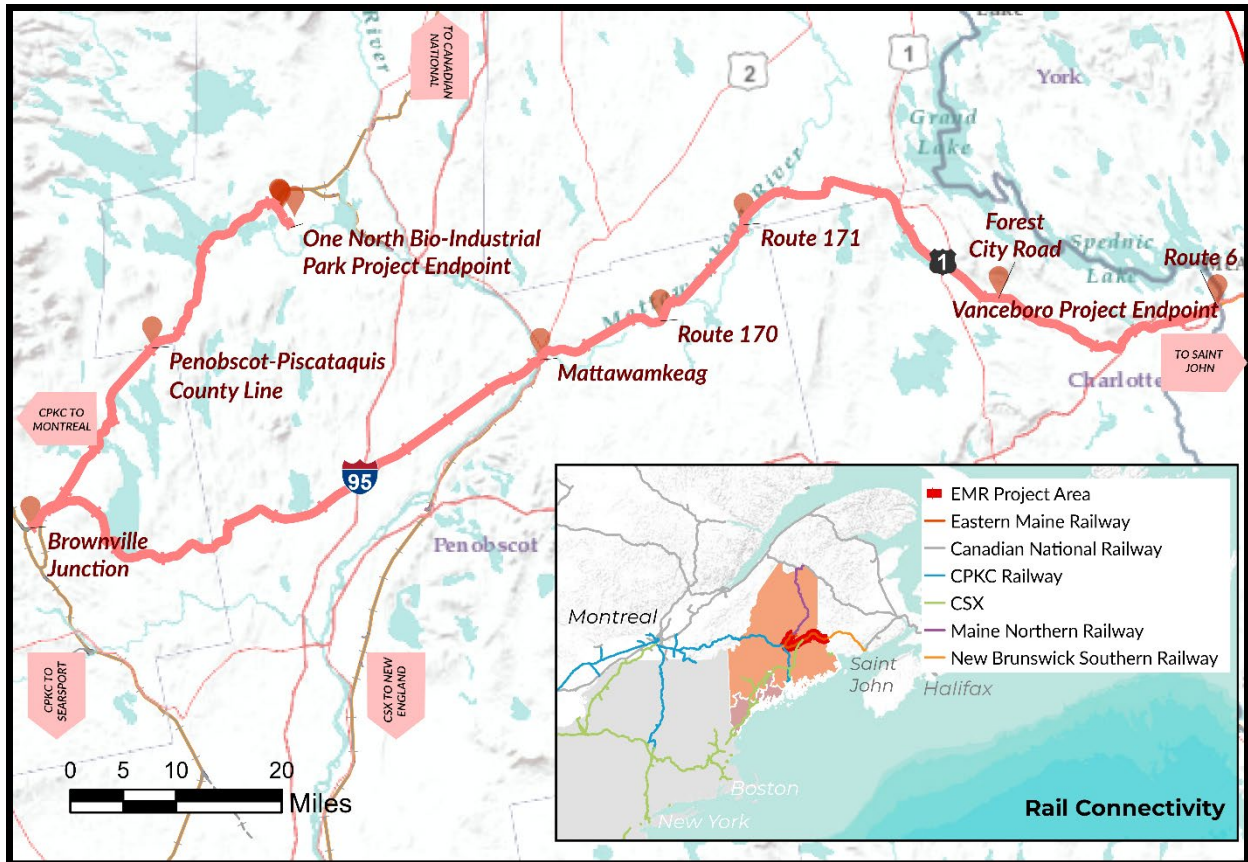 River
TO CANADIAN
NATIONAL
2
1
Lake
York
Grand
Lake
River
One North Bio-Industrial
Park Project Endpoint
Route 171
Forest
City Road
Spednic
Lake
Route 6
1
Vanceboro Project Endpoint
Route 170
Mattawamkeag
Penobscot-Piscataquis
County Line
TO SAINT
JOHN
Charlotte
CPKC TO
MONTREAL
95
Brownville
Junction
Penobscot
CPKC TO
SEARSPORT
CSX TO NEW
ENGLAND
0 5 10 20
Miles
EMR Project Area
Eastern Maine Railway
Canadian National Railway
CPKC Railway
CSX
Maine Northern Railway
New Brunswick Southern Railway
Montreal
Saint
John
Halifax
Boston
New York
Rail Connectivity